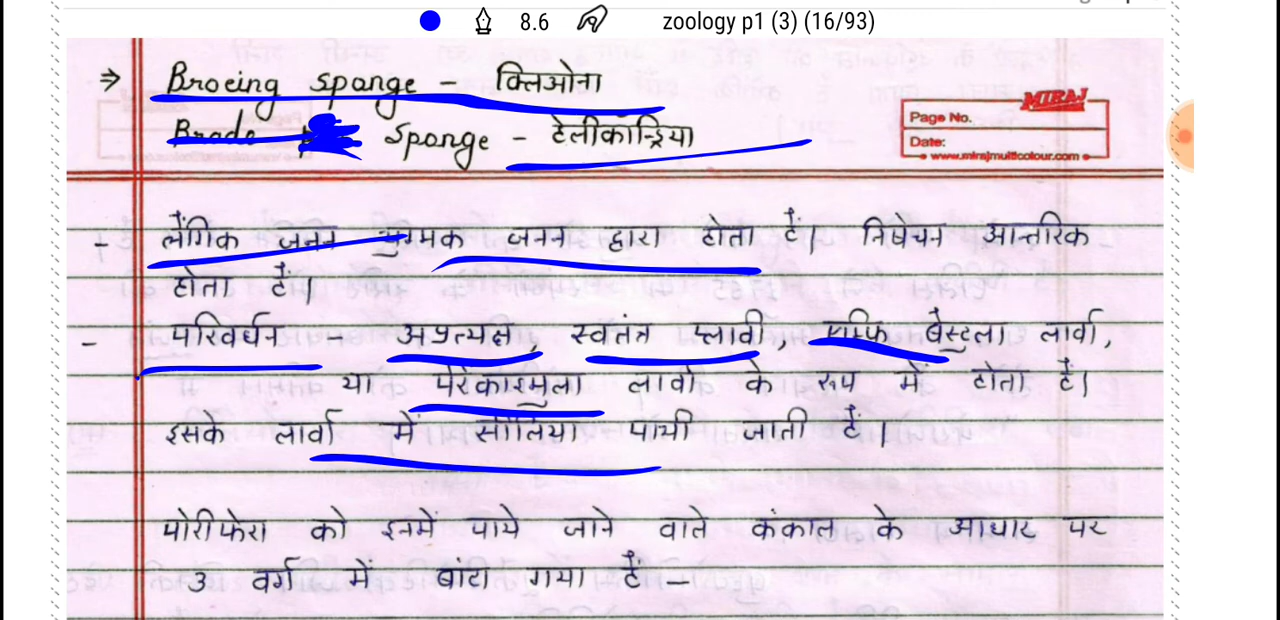 8.6 zoology p1 (3) (16/93)
⇒ Broeing sponge - क्लिओना
Sponge - टेलीकोन्ड्रिया
MIRAJ
Page No.
Date:
www.mirajmulticolour.com
+ लैंगिक जनन युग्मक जनन द्वारा होता है। निषेचन आन्तरिक
होता है।
- परिवर्धन - अप्रत्यक्ष, स्वतंत्र प्लावी, एम्फि बेस्टुला लार्वा,
या पेरेकाइमुला लार्वा के रूप में होता है।
इसके लार्वा में सीलिया पायी जाती है।
पोरीफेरा को इनमें पाये जाने वाले कंकाल के आधार पर
3 वर्ग में बांटा गया है -